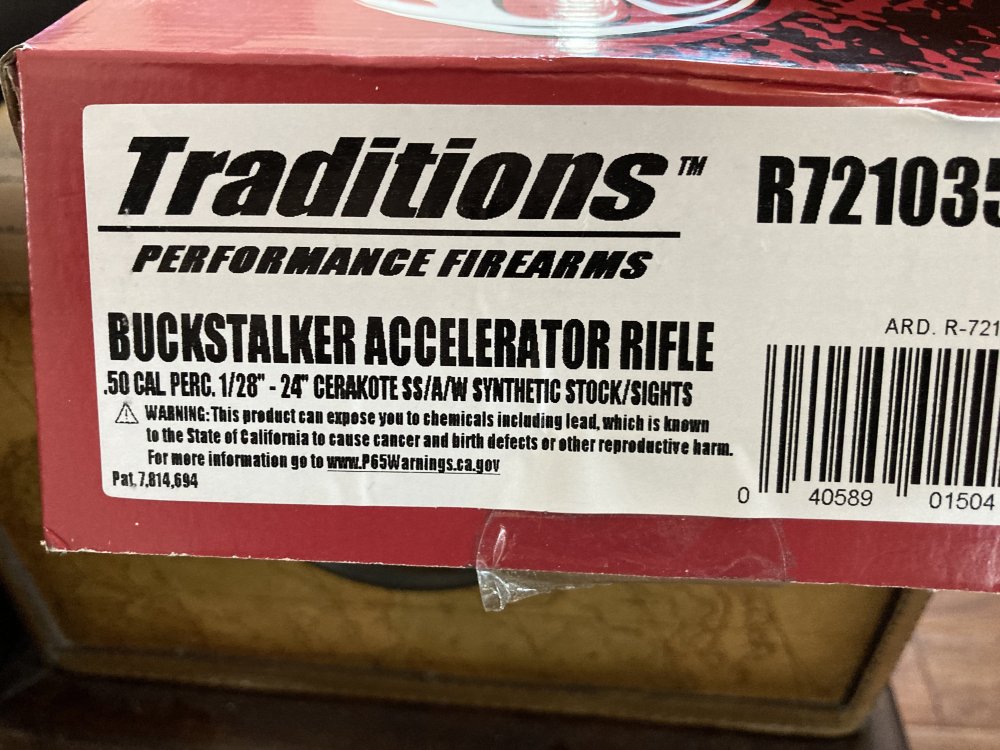 Traditions™
PERFORMANCE FIREARMS
R721035
BUCKSTALKER ACCELERATOR RIFLE
.50 CAL PERC. 1/28" - 24" CERAKOTE SS/A/W SYNTHETIC STOCK/SIGHTS
⚠ WARNING: This product can expose you to chemicals including lead, which is known
to the State of California to cause cancer and birth defects or other reproductive harm.
For more information go to www.P65Warnings.ca.gov
Pat. 7,814,694
ARD. R-721
0 40589 01504